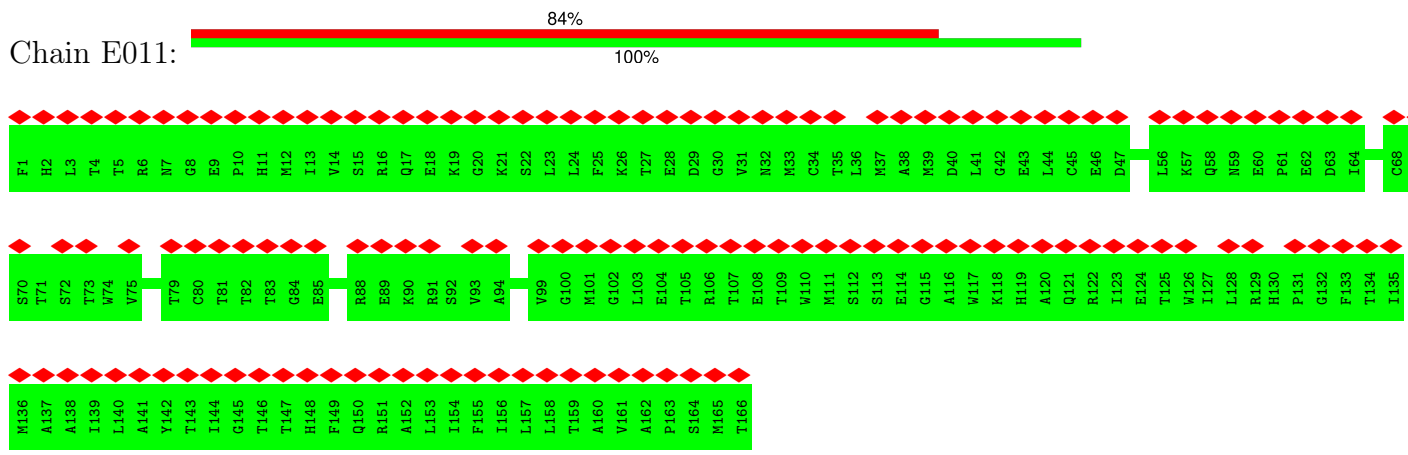 84%
Chain E011:
100%
F1 H2 L3 T4 T5 R6 N7 G8 E9 P10 H11 M12 I13 V14 S15 R16 Q17 E18 K19 G20 K21 S22 L23 L24 F25 K26 T27 E28 D29 G30 V31 N32 M33 C34 T35 L36 M37 A38 M39 D40 L41 G42 E43 L44 C45 E46 D47 L56 K57 Q58 N59 E60 P61 E62 D63 I64 C68
S70 T71 S72 T73 W74 V75 T79 C80 T81 T82 T83 G84 E85 R88 E89 K90 R91 S92 V93 A94 V99 G100 M101 G102 L103 E104 T105 R106 T107 E108 T109 W110 M111 S112 S113 E114 G115 A116 W117 K118 H119 A120 Q121 R122 I123 E124 T125 W126 I127 L128 R129 H130 P131 G132 F133 T134 I135
M136 A137 A138 I139 L140 A141 Y142 T143 I144 G145 T146 T147 H148 F149 Q150 R151 A152 L153 I154 F155 I156 L157 L158 T159 A160 V161 A162 P163 S164 M165 T166